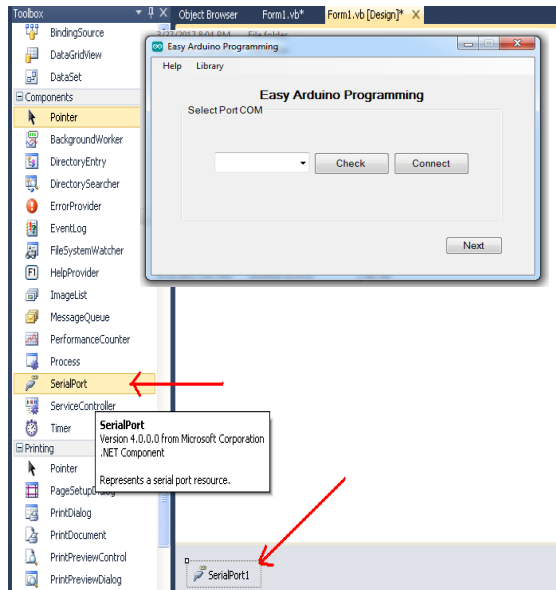 Toolbox
Object Browser
Form1.vb*
Form1.vb [Design]* X
BindingSource
DataGridView
DataSet
Components
Pointer
BackgroundWorker
DirectoryEntry
DirectorySearcher
ErrorProvider
EventLog
FileSystemWatcher
HelpProvider
ImageList
MessageQueue
PerformanceCounter
Process
SerialPort
ServiceController
Timer
Printing
Pointer
PrintDialog
PrintDocument
PrintPreviewControl
PrintPreviewDialog
Easy Arduino Programming
Help Library
Easy Arduino Programming
Select Port COM
Check
Connect
Next
SerialPort
Version 4.0.0.0 from Microsoft Corporation
.NET Component
Represents a serial port resource.
SerialPort1